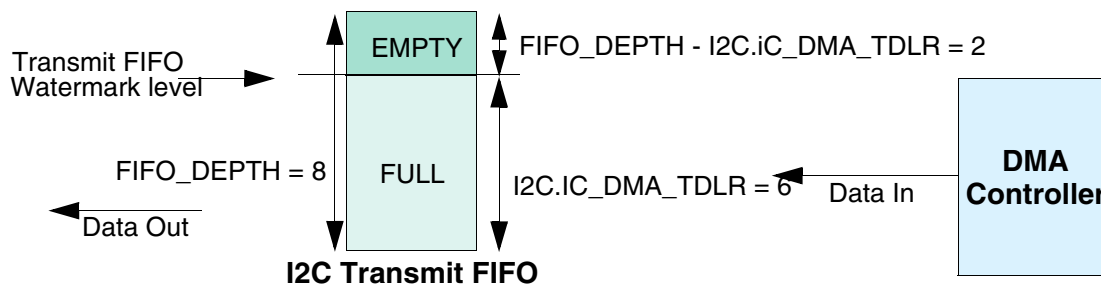 EMPTY
FIFO_DEPTH - I2C.iC_DMA_TDLR = 2
Transmit FIFO
Watermark level
FIFO_DEPTH = 8
FULL
I2C.IC_DMA_TDLR = 6
DMA
Controller
Data In
Data Out
I2C Transmit FIFO